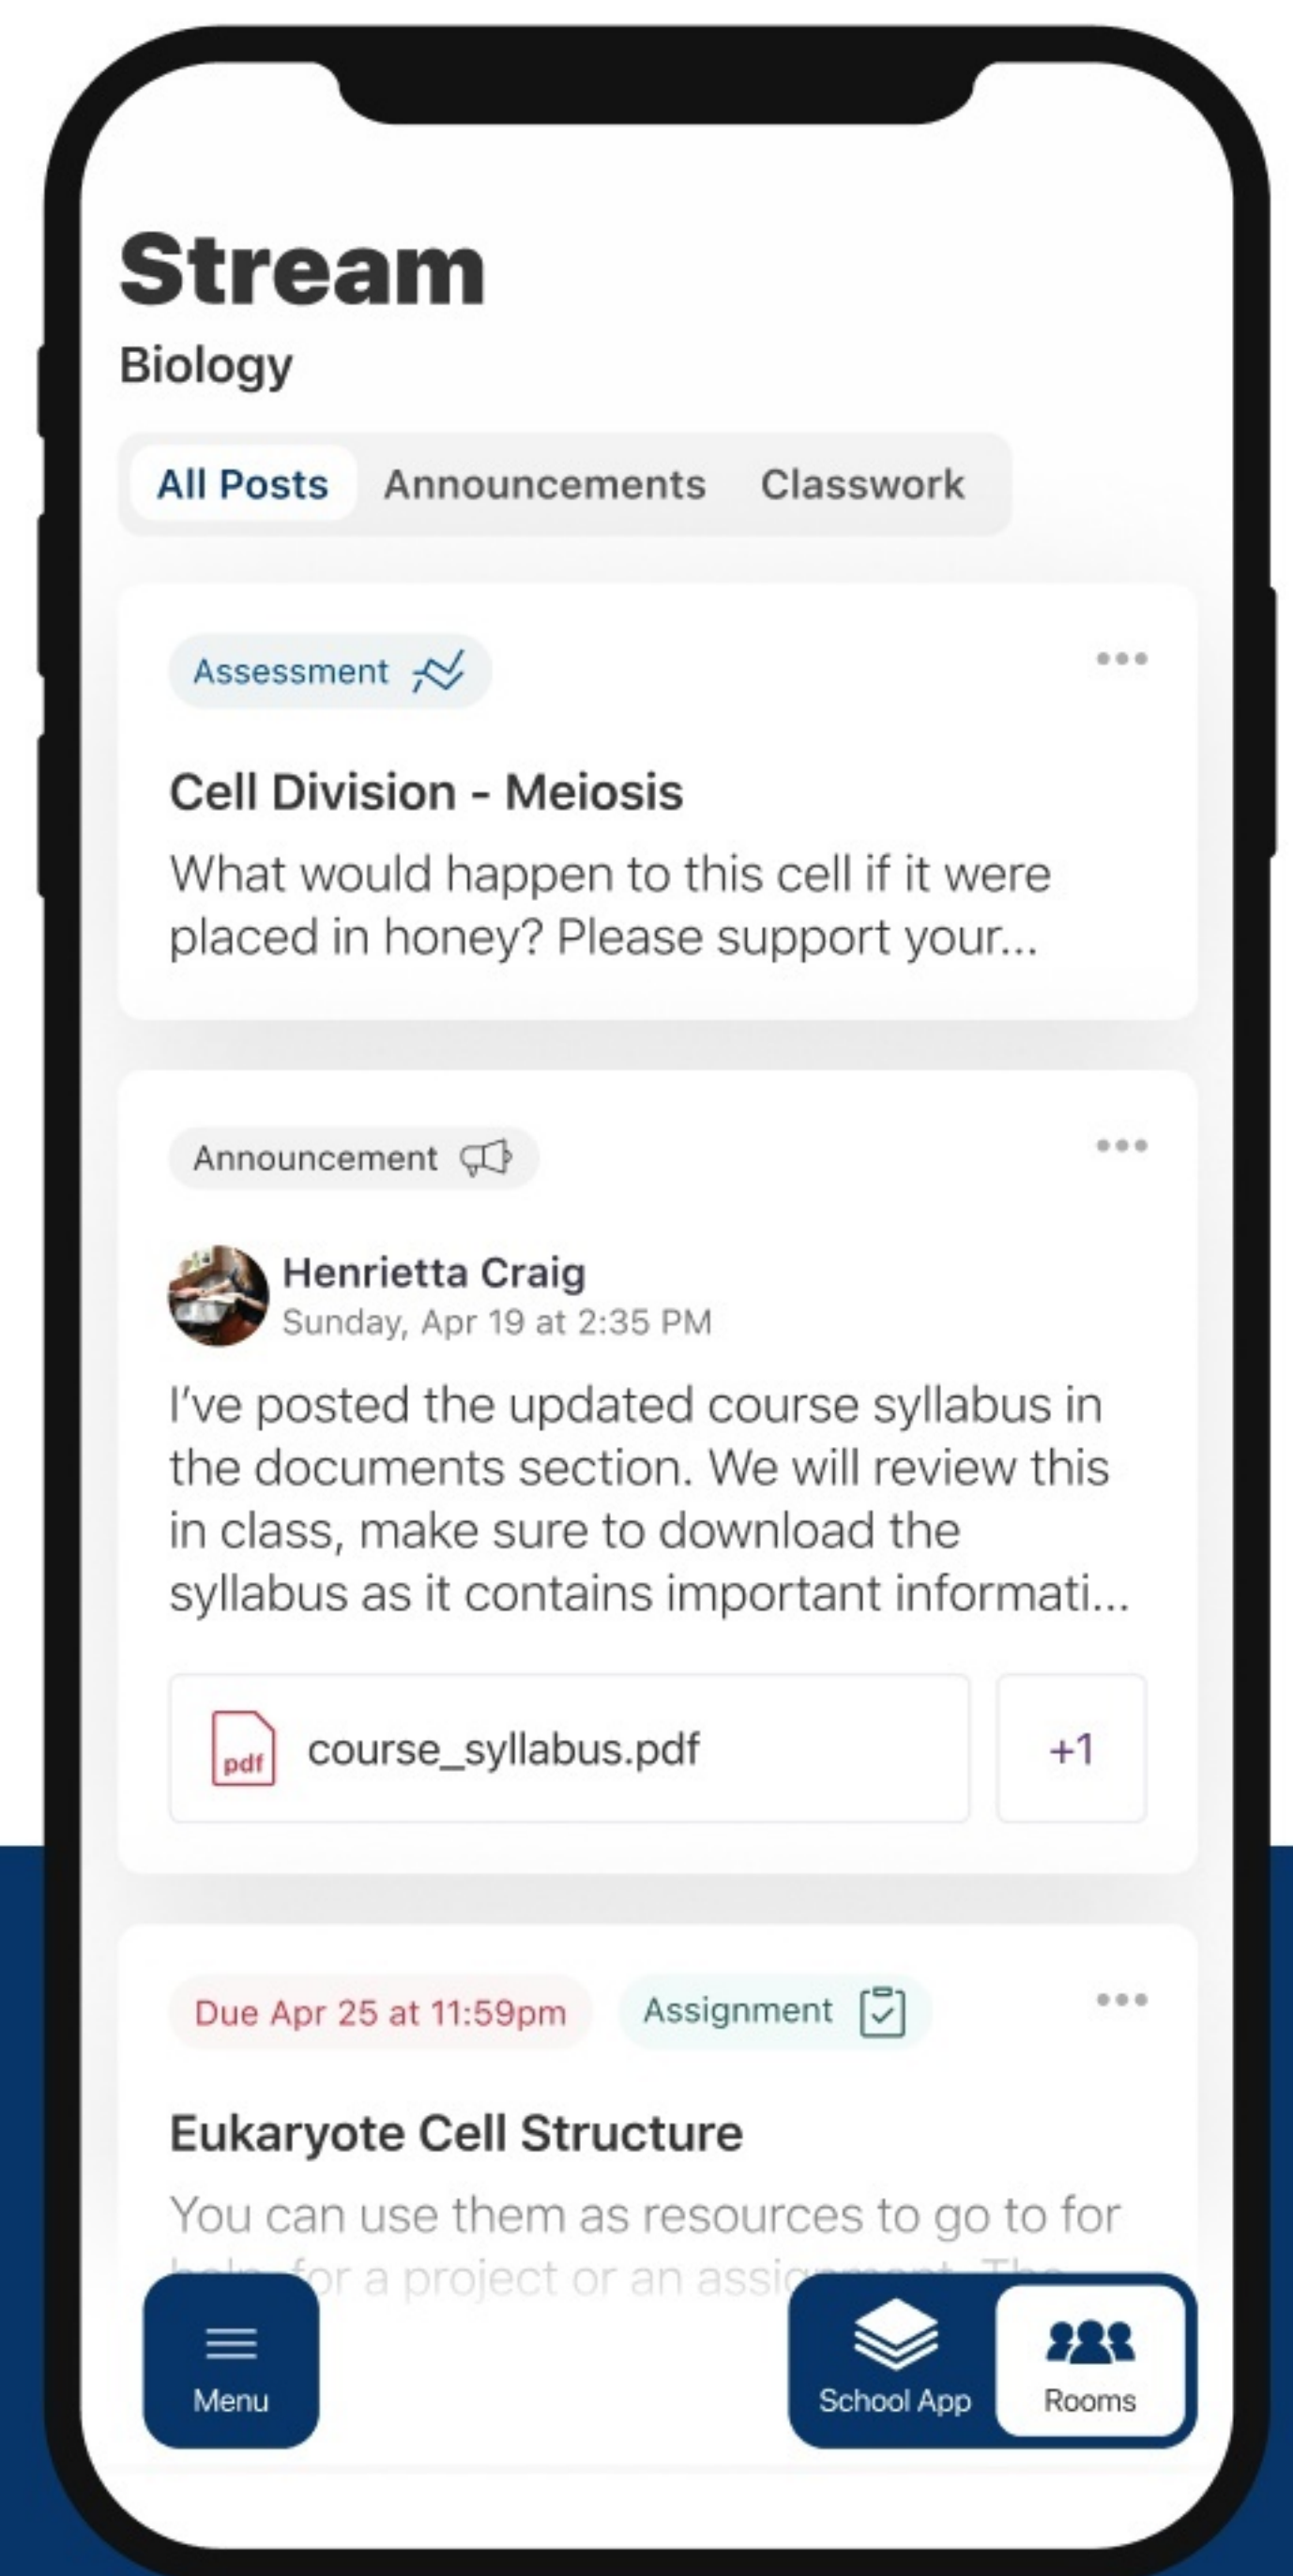 Stream
Biology
All Posts Announcements Classwork
Assessment
Cell Division - Meiosis
What would happen to this cell if it were
placed in honey? Please support your...
Announcement
Henrietta Craig
Sunday, Apr 19 at 2:35 PM
I've posted the updated course syllabus in
the documents section. We will review this
in class, make sure to download the
syllabus as it contains important informati...
pdf course_syllabus.pdf +1
Due Apr 25 at 11:59pm Assignment
Eukaryote Cell Structure
You can use them as resources to go to for
for a project or an assignment. The
Menu School App Rooms